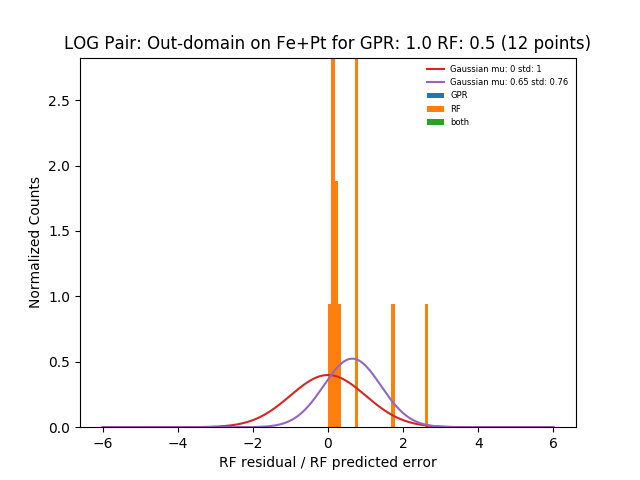 LOG Pair: Out-domain on Fe+Pt for GPR: 1.0 RF: 0.5 (12 points)
Gaussian mu: 0 std: 1
Gaussian mu: 0.65 std: 0.76
GPR
RF
both
Normalized Counts
2.5
2.0
1.5
1.0
0.5
0.0
−6 −4 −2 0 2 4 6
RF residual / RF predicted error